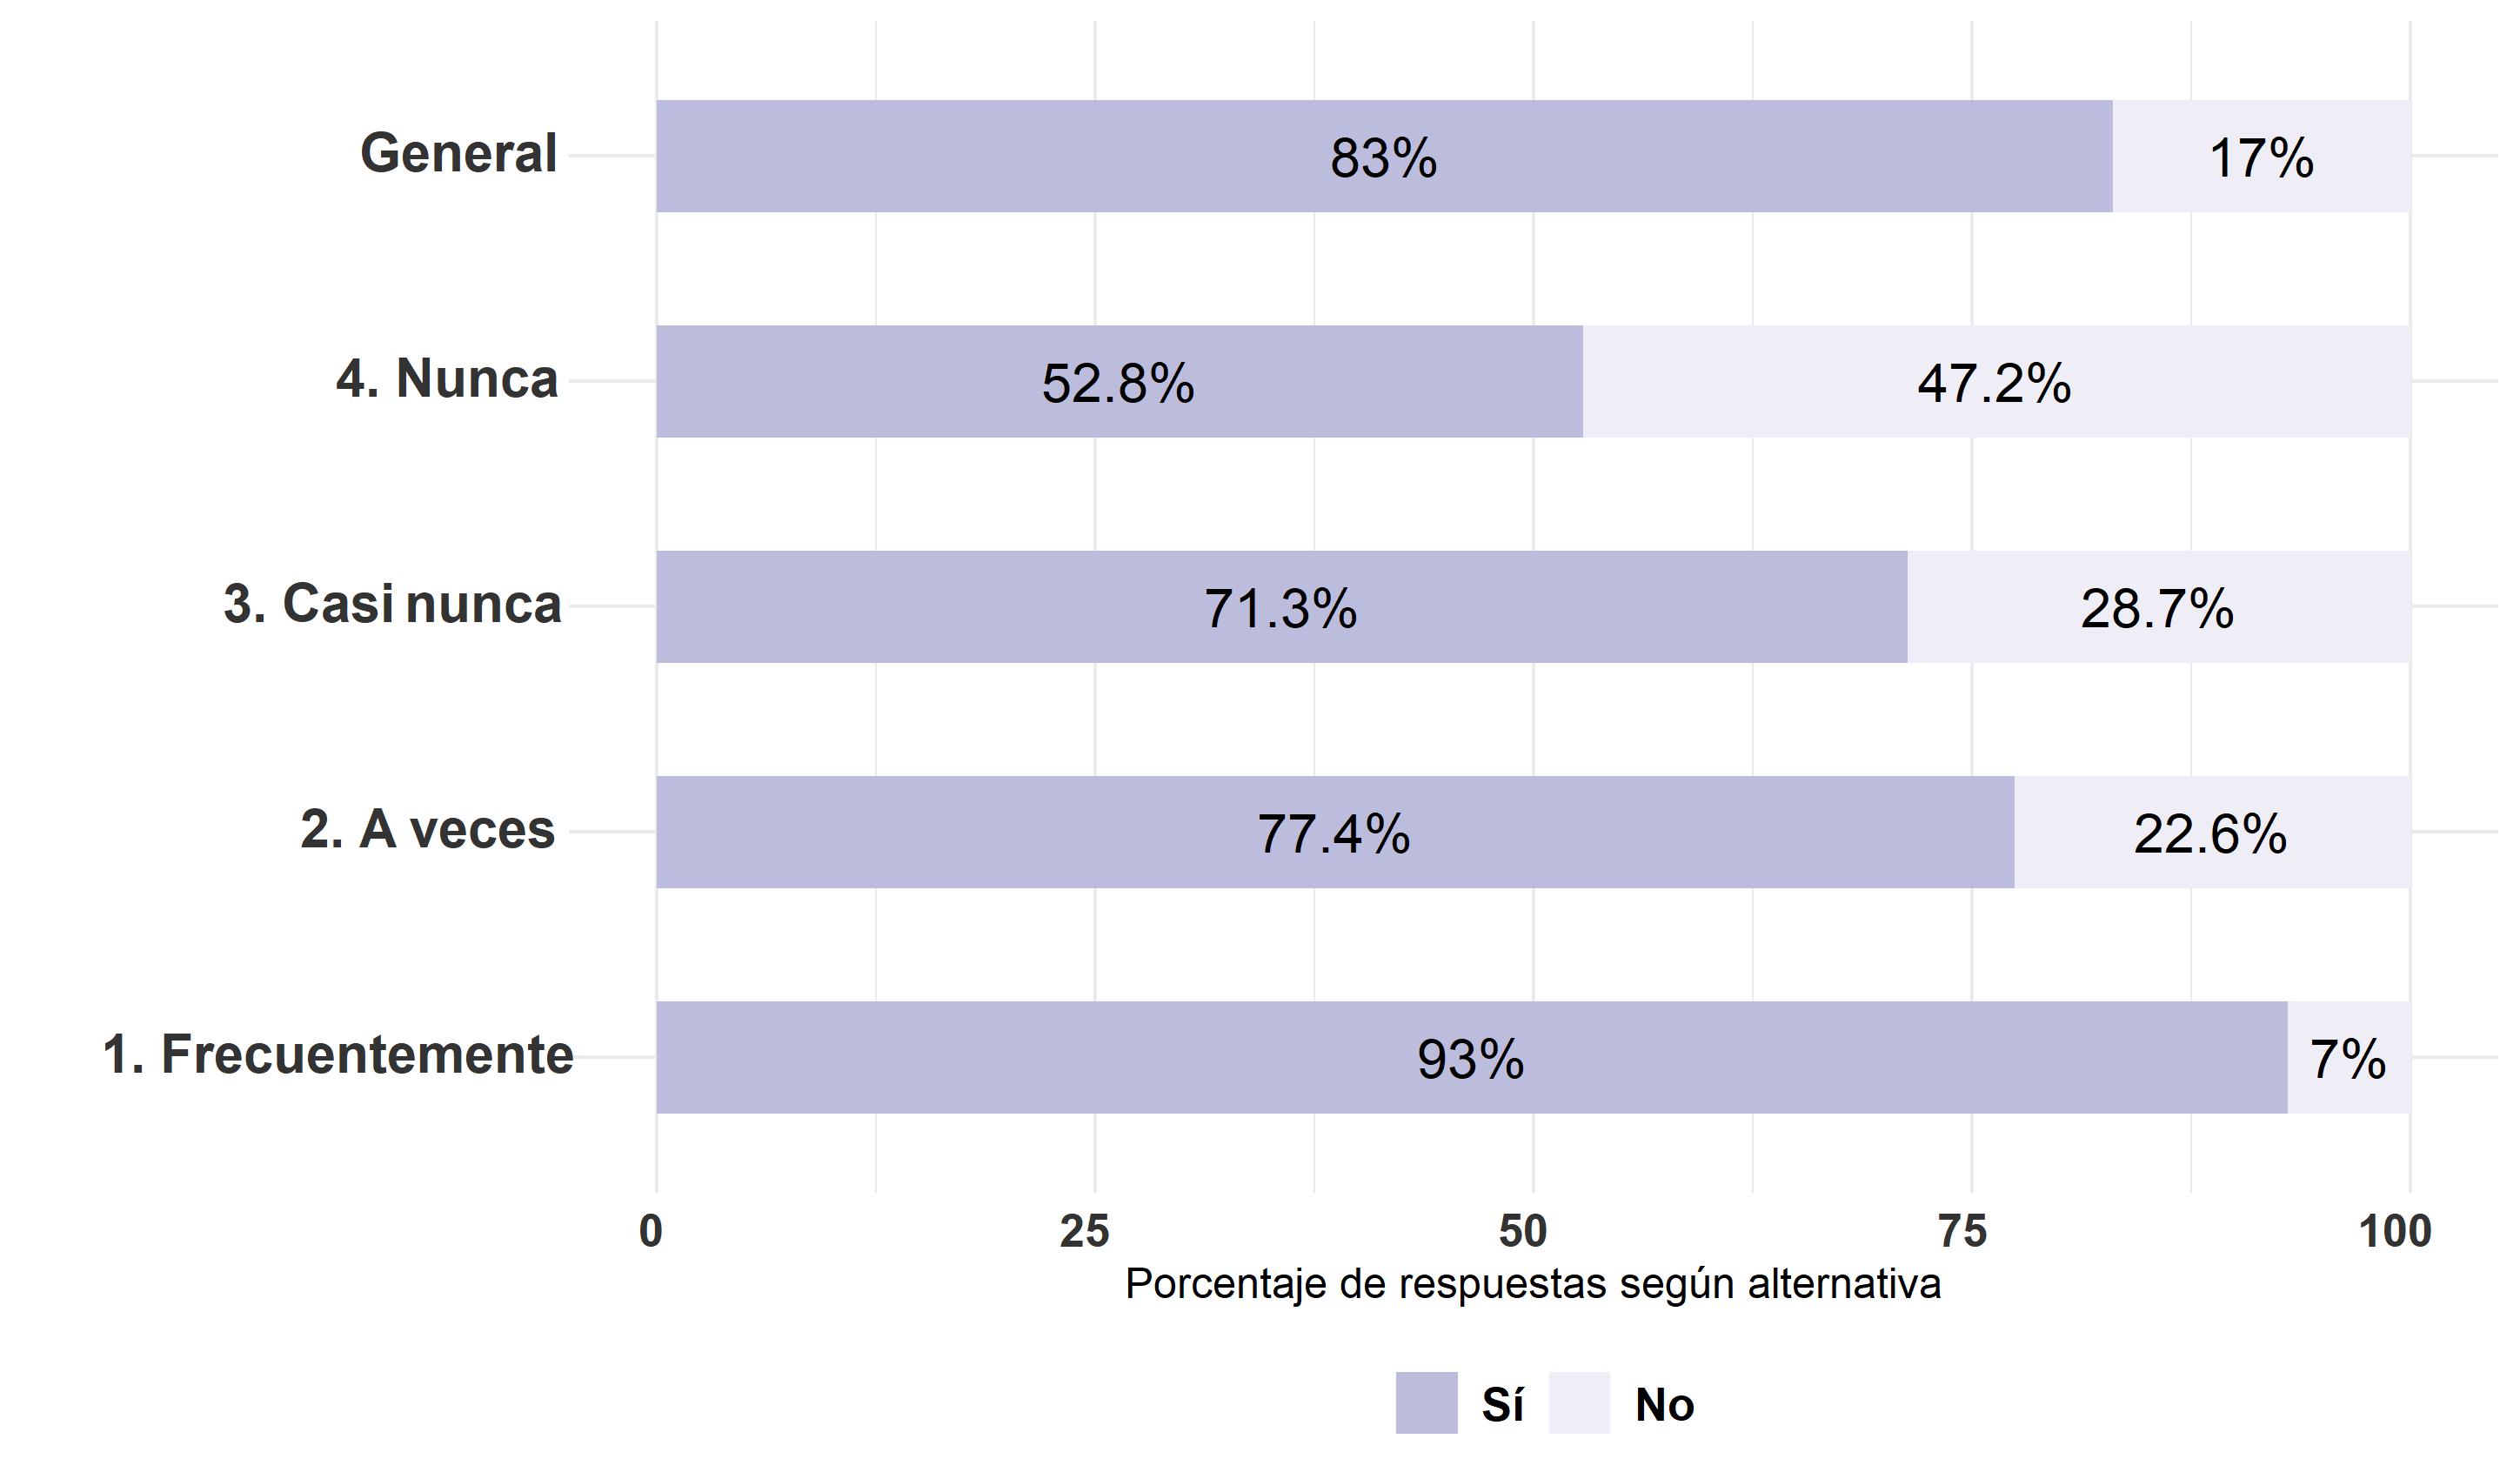 General 83% 17%
4. Nunca 52.8% 47.2%
3. Casi nunca 71.3% 28.7%
2. A veces 77.4% 22.6%
1. Frecuentemente 93% 7%
0 25 50 75 100
Porcentaje de respuestas según alternativa
Sí No